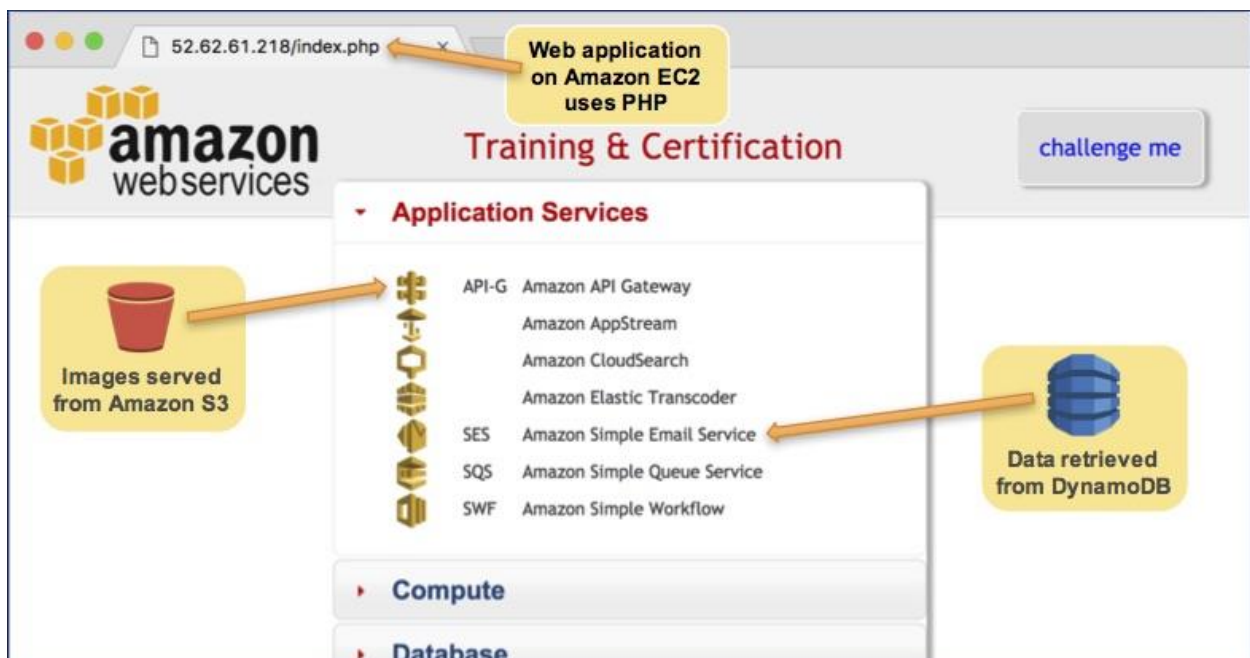 52.62.61.218/index.php
Web application
on Amazon EC2
uses PHP
amazon
webservices
Training & Certification
challenge me
Application Services
API-G Amazon API Gateway
Amazon AppStream
Amazon CloudSearch
Amazon Elastic Transcoder
SES Amazon Simple Email Service
SQS Amazon Simple Queue Service
SWF Amazon Simple Workflow
Images served
from Amazon S3
Data retrieved
from DynamoDB
Compute
Database